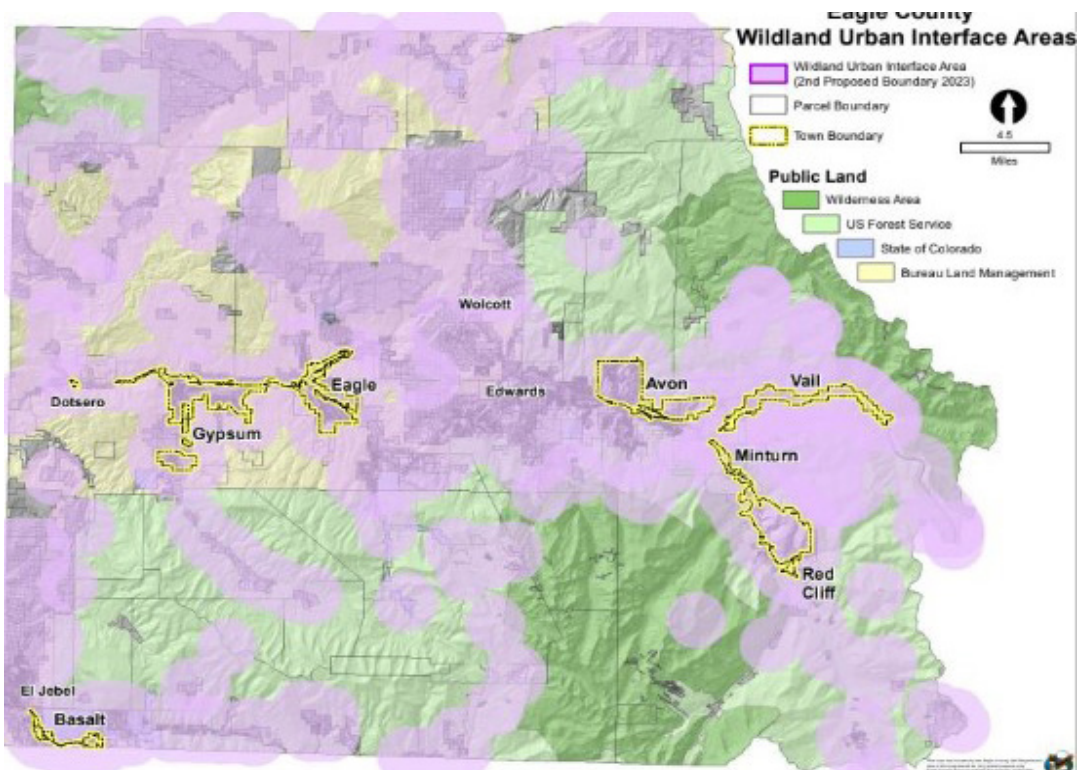 Eagle County
Wildland Urban Interface Areas
Wildland Urban Interface Area
(2nd Proposed Boundary 2023)
Parcel Boundary
Town Boundary
4.5
Miles
Public Land
Wilderness Area
US Forest Service
State of Colorado
Bureau Land Management
Wolcott
Dotsero
Eagle
Edwards
Avon
Vail
Gypsum
Minturn
Red
Cliff
El Jebel
Basalt